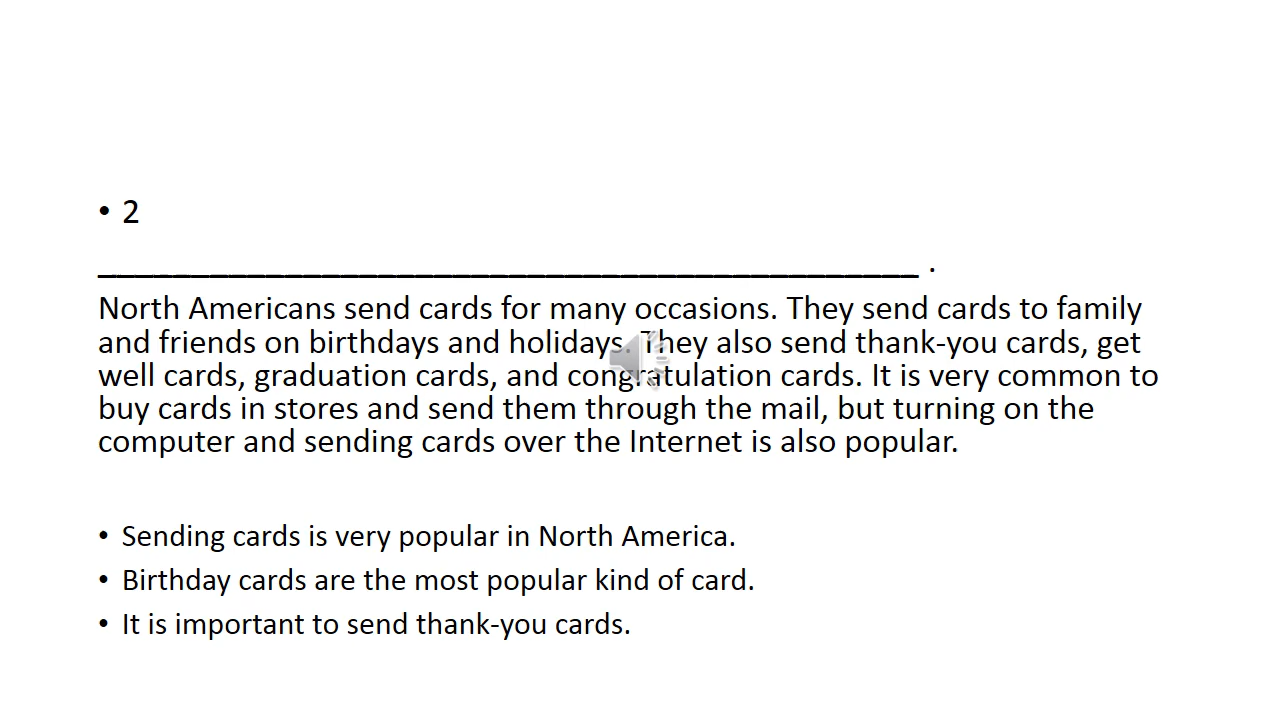 • 2
____________________________________________ .
North Americans send cards for many occasions. They send cards to family
and friends on birthdays and holidays. They also send thank-you cards, get
well cards, graduation cards, and congratulation cards. It is very common to
buy cards in stores and send them through the mail, but turning on the
computer and sending cards over the Internet is also popular.
• Sending cards is very popular in North America.
• Birthday cards are the most popular kind of card.
• It is important to send thank-you cards.